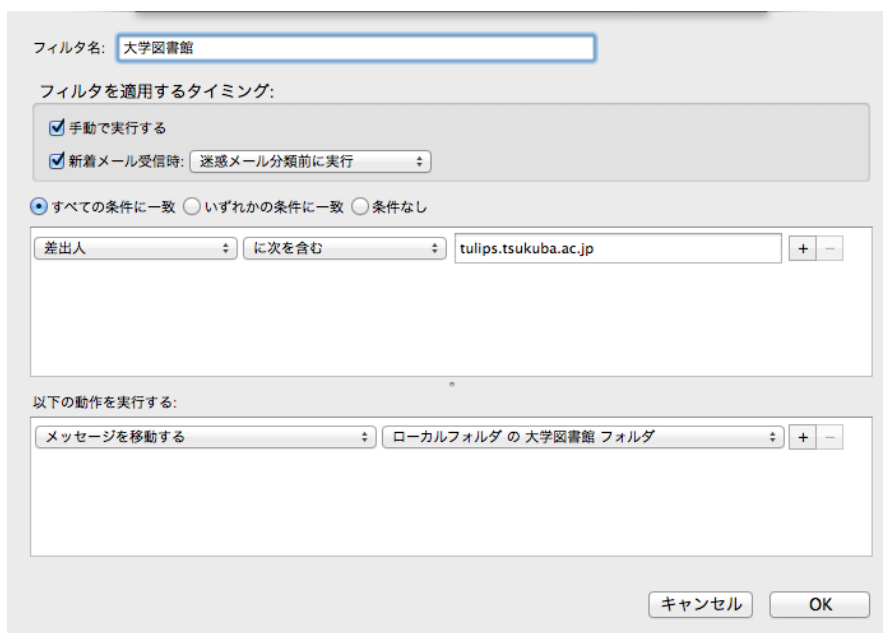 フィルタ名: 大学図書館
フィルタを適用するタイミング:
手動で実行する
新着メール受信時: 迷惑メール分類前に実行
すべての条件に一致 いずれかの条件に一致 条件なし
差出人 に次を含む tulips.tsukuba.ac.jp + −
以下の動作を実行する:
メッセージを移動する ローカルフォルダ の 大学図書館 フォルダ + −
キャンセル OK